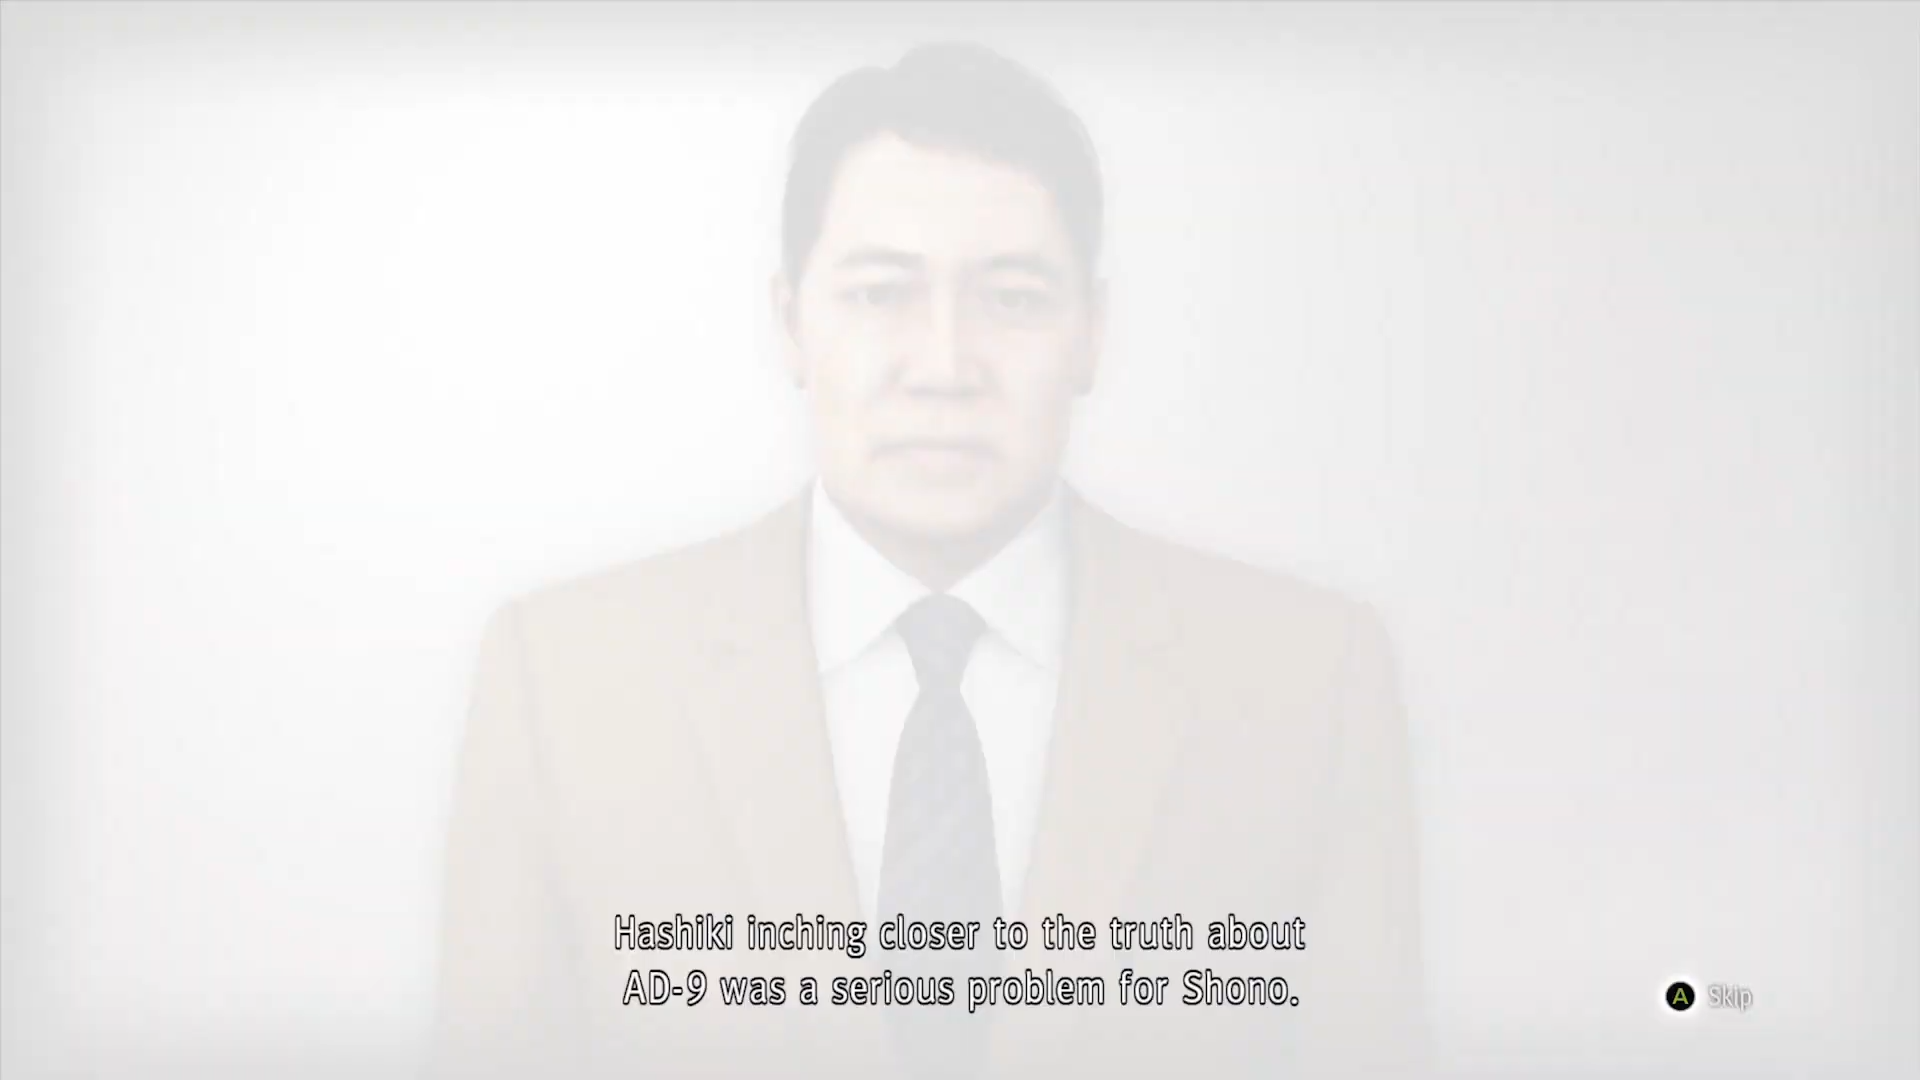 Hashiki inching closer to the truth about
AD-9 was a serious problem for Shono.
A Skip